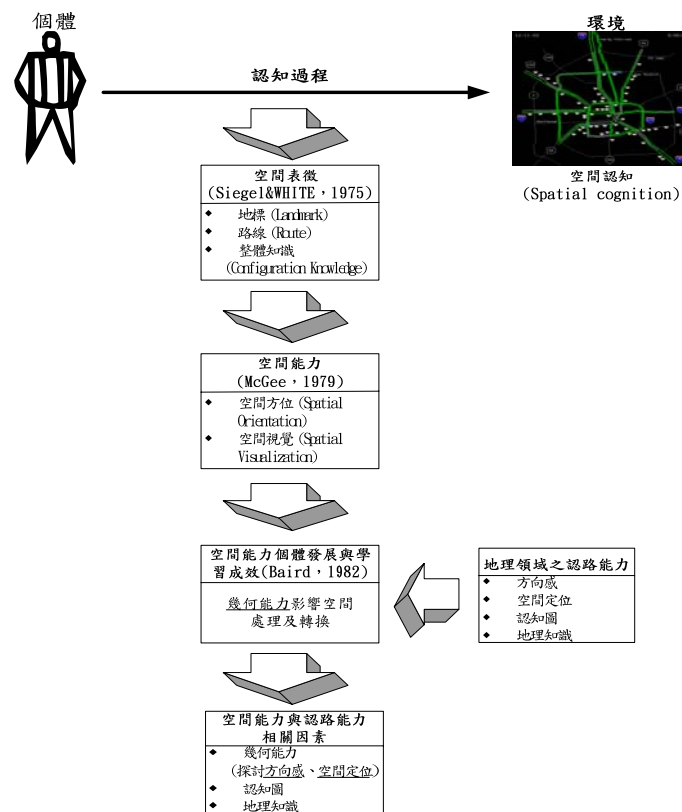 個體
環境
認知過程
空間認知
(Spatial cognition)
空間表徵
(Siegel&WHITE，1975)
◆ 地標 (Landmark)
◆ 路線 (Route)
◆ 整體知識
(Configuration Knowledge)
空間能力
(McGee，1979)
◆ 空間方位 (Spatial
Orientation)
◆ 空間視覺 (Spatial
Visualization)
空間能力個體發展與學
習成效(Baird，1982)
幾何能力影響空間
處理及轉換
地理領域之認路能力
◆ 方向感
◆ 空間定位
◆ 認知圖
◆ 地理知識
空間能力與認路能力
相關因素
◆ 幾何能力
(探討方向感、空間定位)
◆ 認知圖
◆ 地理知識